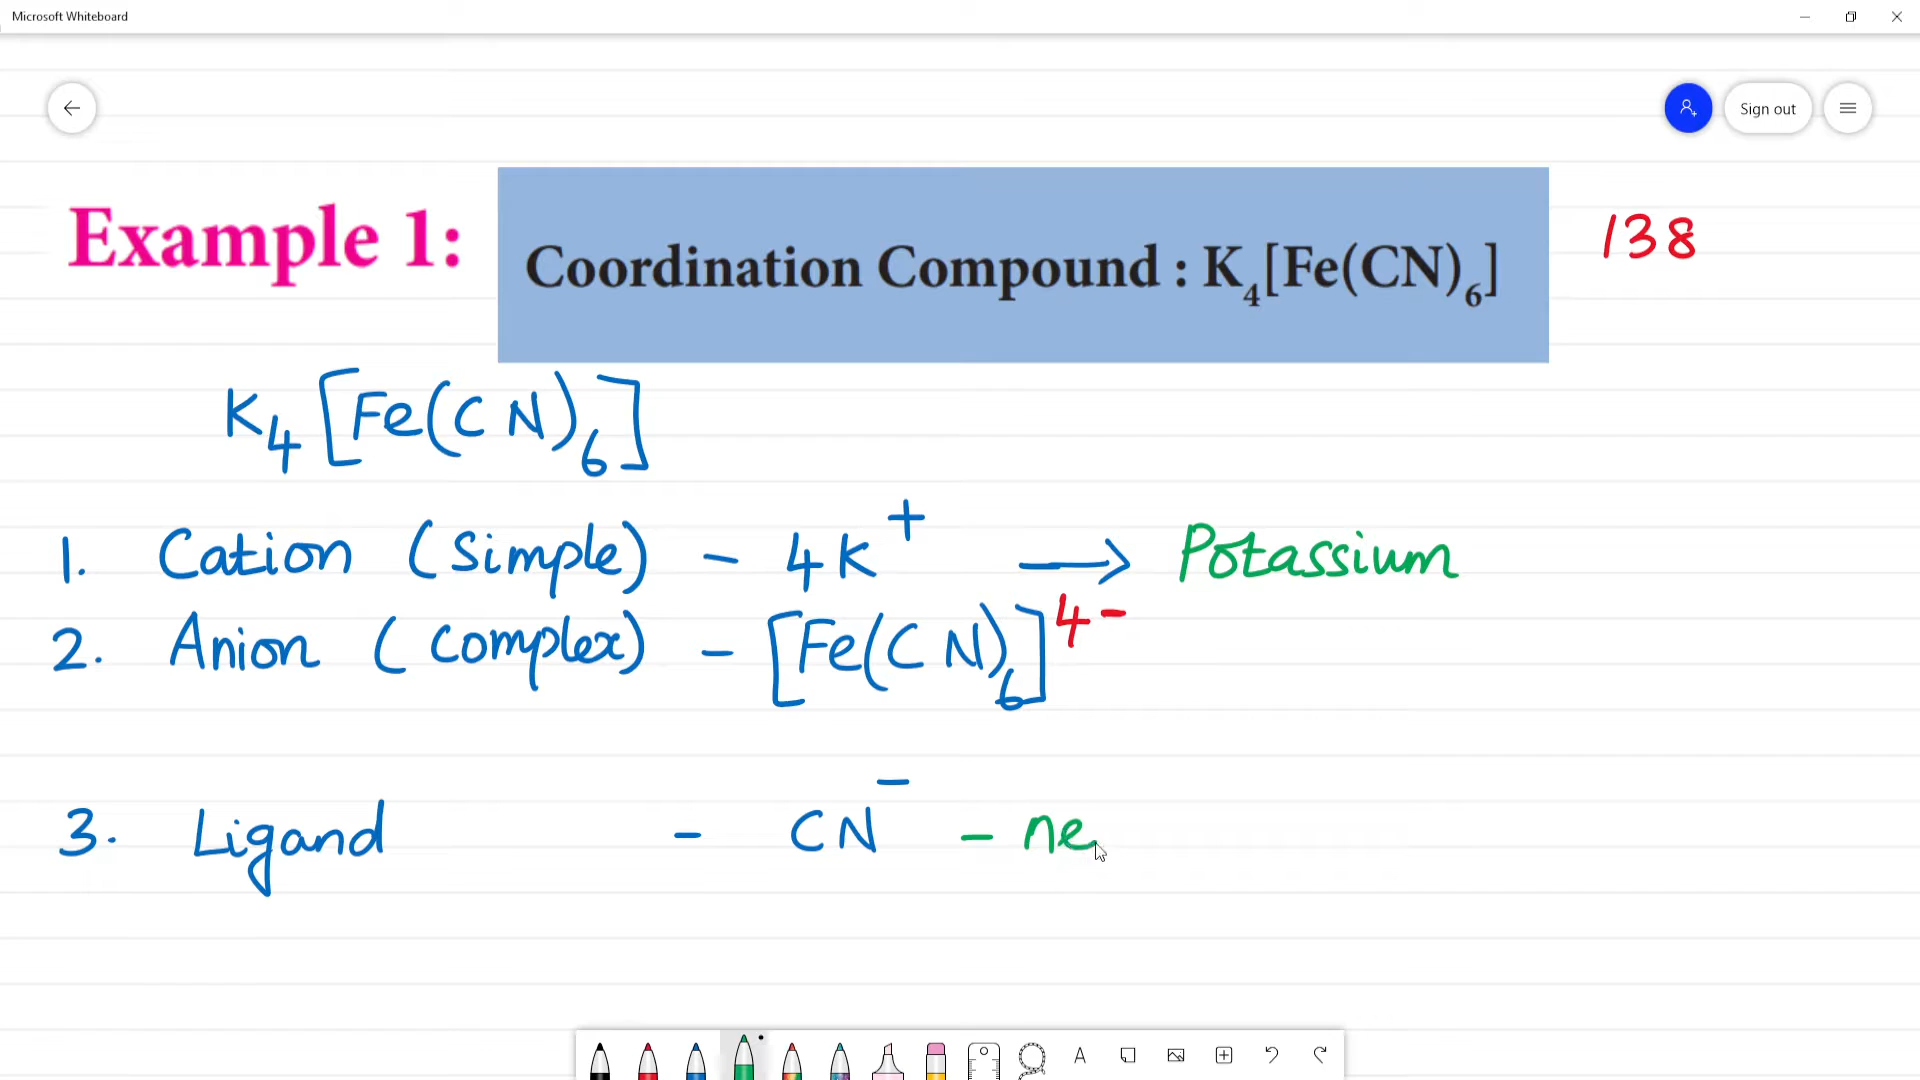 Microsoft Whiteboard
Sign out
Example 1: Coordination Compound : K₄[Fe(CN)₆] 138
K₄[Fe(CN)₆]
1. Cation (Simple) - 4K⁺ → Potassium
2. Anion (Complex) - [Fe(CN)₆]⁴⁻
3. Ligand - CN⁻ - ne
A